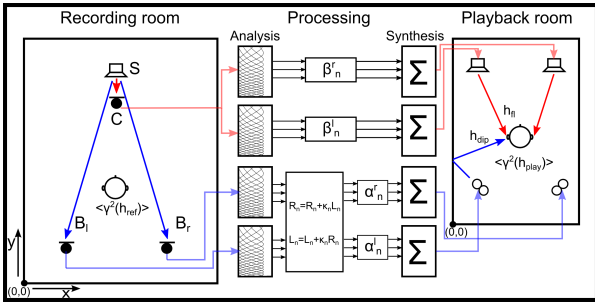 Recording room
Processing
Playback room
Analysis
Synthesis
S
C
<γ²(h_ref)>
B_l
B_r
y
(0,0)
x
β^r_n
β^l_n
R_n=R_n+κ_nL_n
L_n=L_n+κ_nR_n
α^r_n
α^l_n
Σ
Σ
Σ
Σ
h_fl
h_dip
<γ²(h_play)>
(0,0)